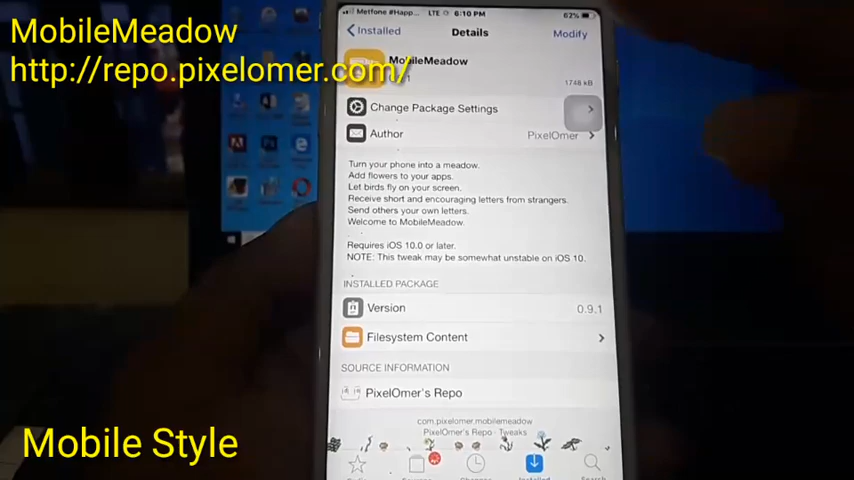 MobileMeadow
http://repo.pixelomer.com/
Metfone #Happ... LTE 6:10 PM 62%
Installed Details Modify
MobileMeadow
1748 kB
Change Package Settings
Author PixelOmer
Turn your phone into a meadow.
Add flowers to your apps.
Let birds fly on your screen.
Receive short and encouraging letters from strangers.
Send others your own letters.
Welcome to MobileMeadow.
Requires iOS 10.0 or later.
NOTE: This tweak may be somewhat unstable on iOS 10.
INSTALLED PACKAGE
Version 0.9.1
Filesystem Content
SOURCE INFORMATION
PixelOmer's Repo
com.pixelomer.mobilemeadow
PixelOmer's Repo · Tweaks
Mobile Style